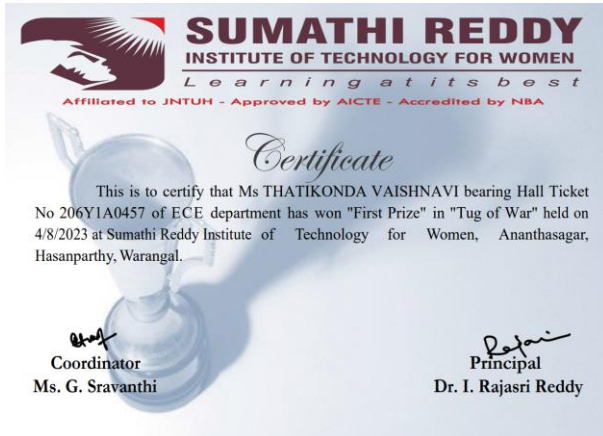 SUMATHI REDDY
INSTITUTE OF TECHNOLOGY FOR WOMEN
Learning at its best
Affiliated to JNTUH - Approved by AICTE - Accredited by NBA
Certificate
This is to certify that Ms THATIKONDA VAISHNAVI bearing Hall Ticket
No 206Y1A0457 of ECE department has won "First Prize" in "Tug of War" held on
4/8/2023 at Sumathi Reddy Institute of Technology for Women, Ananthasagar,
Hasanparthy, Warangal.
Coordinator Principal
Ms. G. Sravanthi Dr. I. Rajasri Reddy